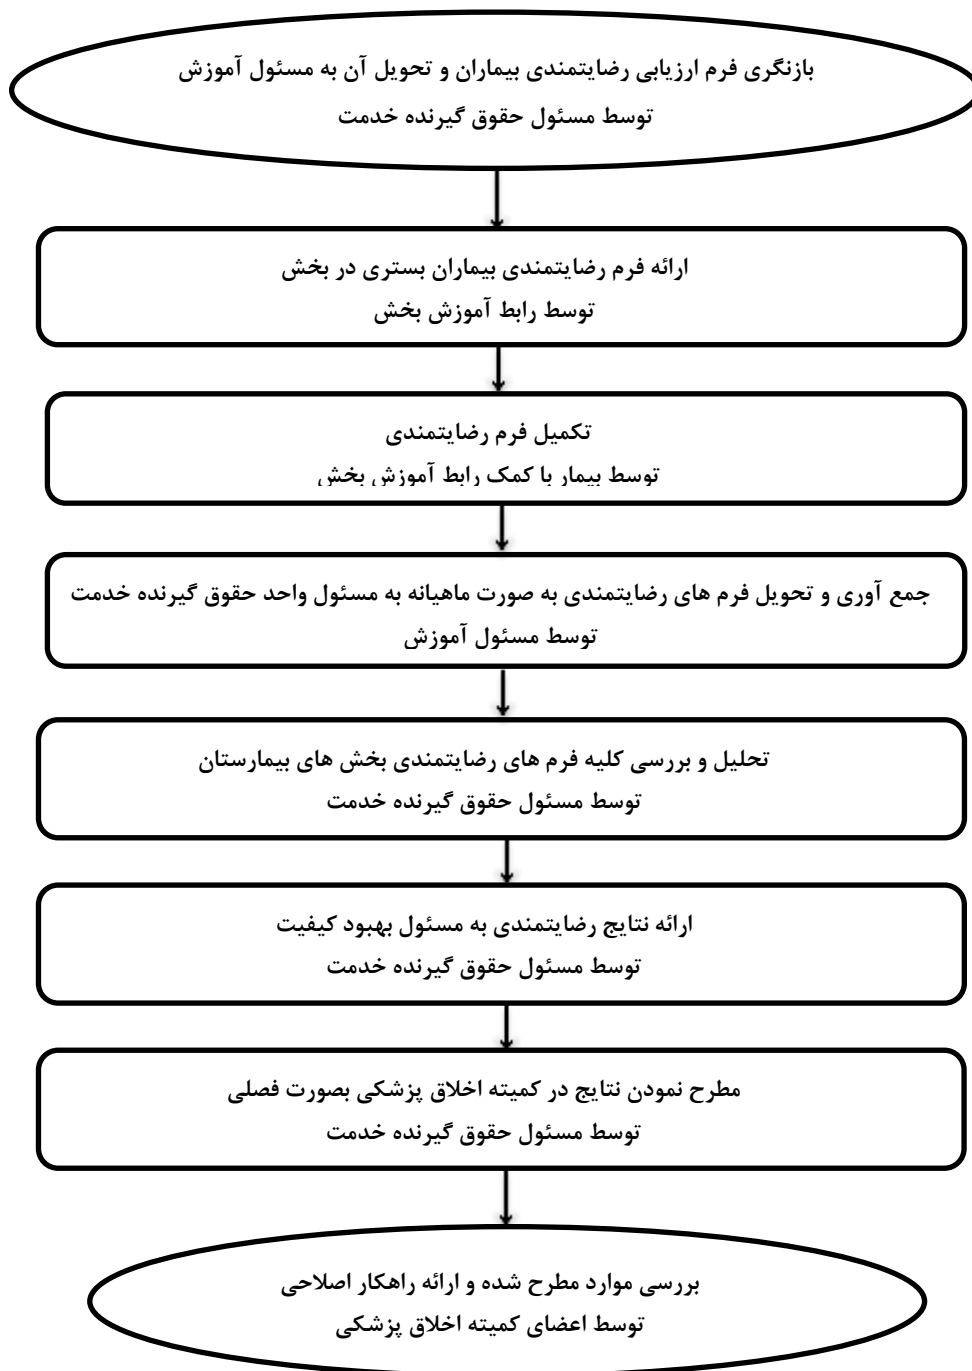 بازنگری فرم ارزیابی رضایتمندی بیماران و تحویل آن به مسئول آموزش
توسط مسئول حقوق گیرنده خدمت
ارائه فرم رضایتمندی بیماران بستری در بخش
توسط رابط آموزش بخش
تکمیل فرم رضایتمندی
توسط بیمار با کمک رابط آموزش بخش
جمع آوری و تحویل فرم های رضایتمندی به صورت ماهیانه به مسئول واحد حقوق گیرنده خدمت
توسط مسئول آموزش
تحلیل و بررسی کلیه فرم های رضایتمندی بخش های بیمارستان
توسط مسئول حقوق گیرنده خدمت
ارائه نتایج رضایتمندی به مسئول بهبود کیفیت
توسط مسئول حقوق گیرنده خدمت
مطرح نمودن نتایج در کمیته اخلاق پزشکی بصورت فصلی
توسط مسئول حقوق گیرنده خدمت
بررسی موارد مطرح شده و ارائه راهکار اصلاحی
توسط اعضای کمیته اخلاق پزشکی